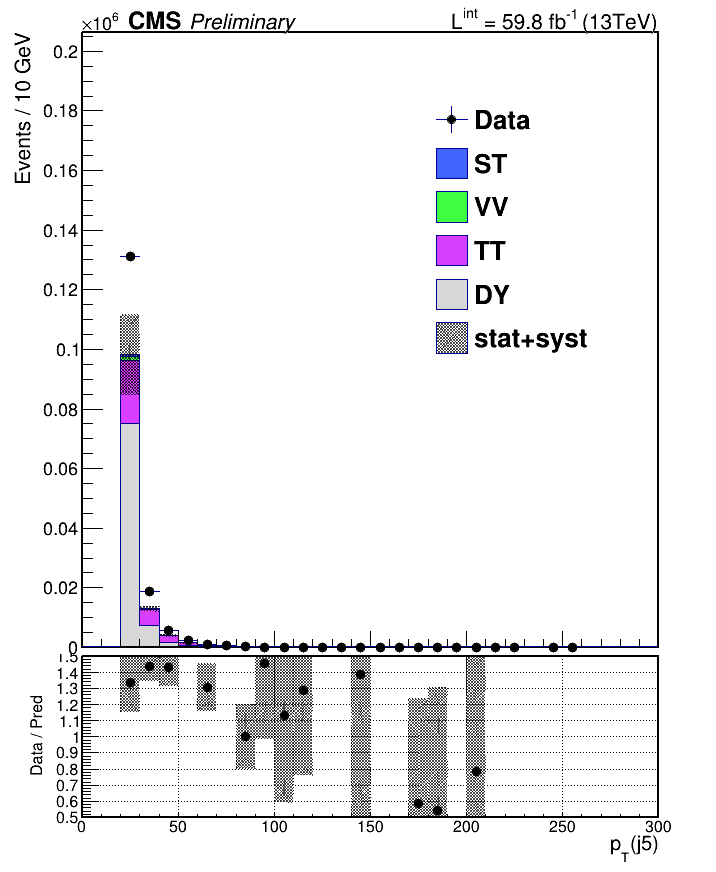 ×10^6 CMS Preliminary L^int = 59.8 fb^-1 (13TeV)
Events / 10 GeV
0.2
0.18
0.16
0.14
0.12
0.1
0.08
0.06
0.04
0.02
0
Data
ST
VV
TT
DY
stat+syst
Data / Pred
1.5
1.4
1.3
1.2
1.1
1
0.9
0.8
0.7
0.6
0.5
0 50 100 150 200 250 300
p_T(j5)